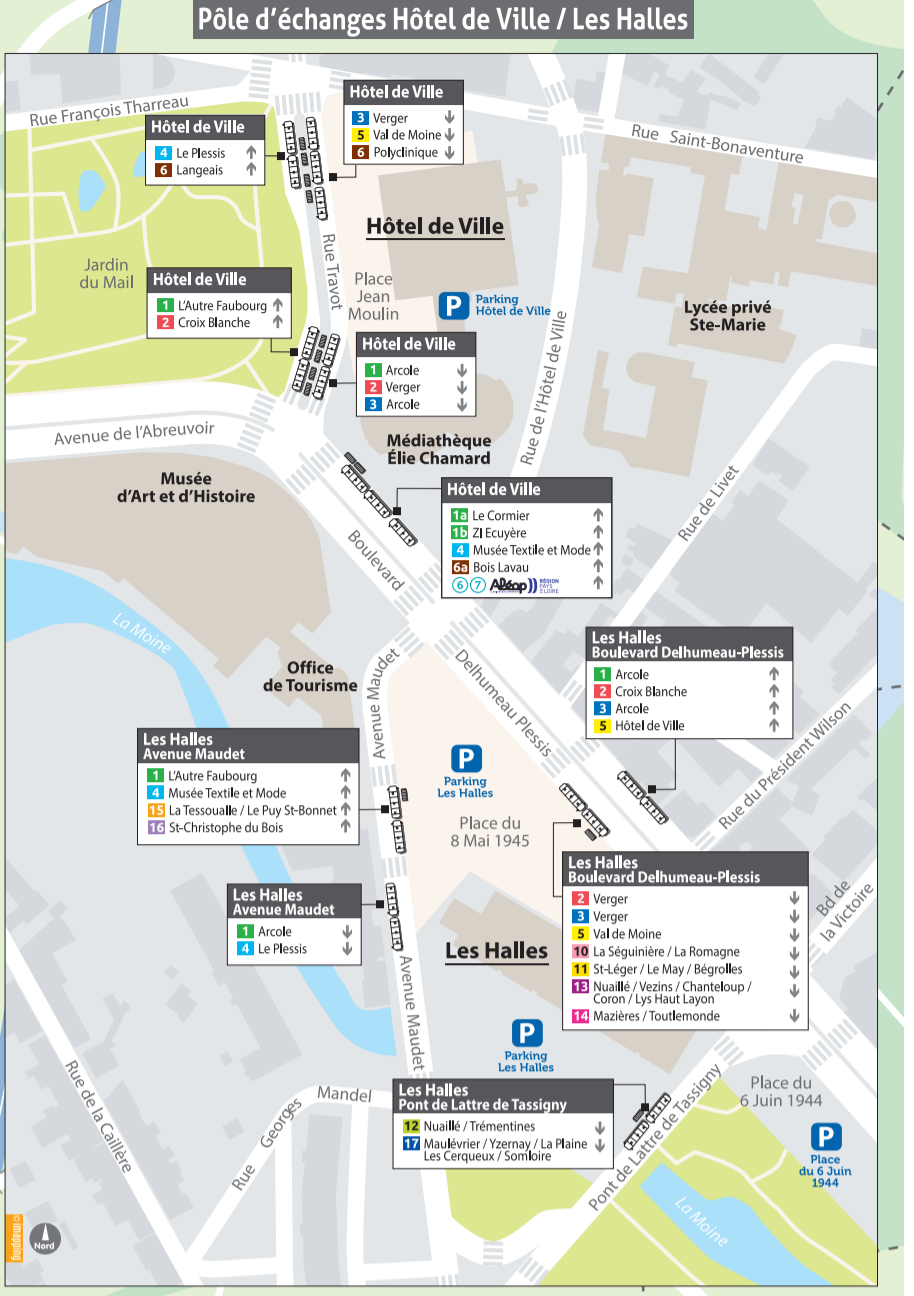 Pôle d'échanges Hôtel de Ville / Les Halles
Rue François Tharreau
Hôtel de Ville
4 Le Plessis ↑
6 Langeais ↑
Hôtel de Ville
3 Verger ↓
5 Val de Moine ↓
6 Polyclinique ↓
Rue Saint-Bonaventure
Hôtel de Ville
Jardin
du Mail
Rue Travot
Place
Jean
Moulin
P Parking
Hôtel de Ville
Rue de l'Hôtel de Ville
Lycée privé
Ste-Marie
Hôtel de Ville
1 L'Autre Faubourg ↑
2 Croix Blanche ↑
Hôtel de Ville
1 Arcole ↓
2 Verger ↓
3 Arcole ↓
Avenue de l'Abreuvoir
Médiathèque
Élie Chamard
Musée
d'Art et d'Histoire
Rue de Livet
Hôtel de Ville
1a Le Cormier ↑
1b ZI Ecuyère ↑
4 Musée Textile et Mode ↑
6a Bois Lavau ↑
6 7 Aléop RÉGION ↑
PAYS
DE LA LOIRE
Boulevard
Delhumeau Plessis
La Moine
Office
de Tourisme
Avenue Maudet
Les Halles
Boulevard Delhumeau-Plessis
1 Arcole ↑
2 Croix Blanche ↑
3 Arcole ↑
5 Hôtel de Ville ↑
Rue du Président Wilson
Les Halles
Avenue Maudet
1 L'Autre Faubourg ↑
4 Musée Textile et Mode ↑
15 La Tessoualle / Le Puy St-Bonnet ↑
16 St-Christophe du Bois ↑
P
Parking
Les Halles
Place du
8 Mai 1945
Les Halles
Boulevard Delhumeau-Plessis
2 Verger ↓
3 Verger ↓
5 Val de Moine ↓
10 La Séguinière / La Romagne ↓
11 St-Léger / Le May / Bégrolles ↓
13 Nuaillé / Vezins / Chanteloup / ↓
Coron / Lys Haut Layon
14 Mazières / Toutlemonde ↓
Bd de
la Victoire
Les Halles
Avenue Maudet
1 Arcole ↓
4 Le Plessis ↓
Les Halles
Avenue Maudet
P
Parking
Les Halles
Les Halles
Pont de Lattre de Tassigny
12 Nuaillé / Trémentines ↓
17 Maulévrier / Yzernay / La Plaine ↓
Les Cerqueux / Somloire
Pont de Lattre de Tassigny
Place du
6 Juin 1944
P
Place
du 6 Juin
1944
Rue de la Caillère
Rue Georges Mandel
La Moine
© imapping
Nord